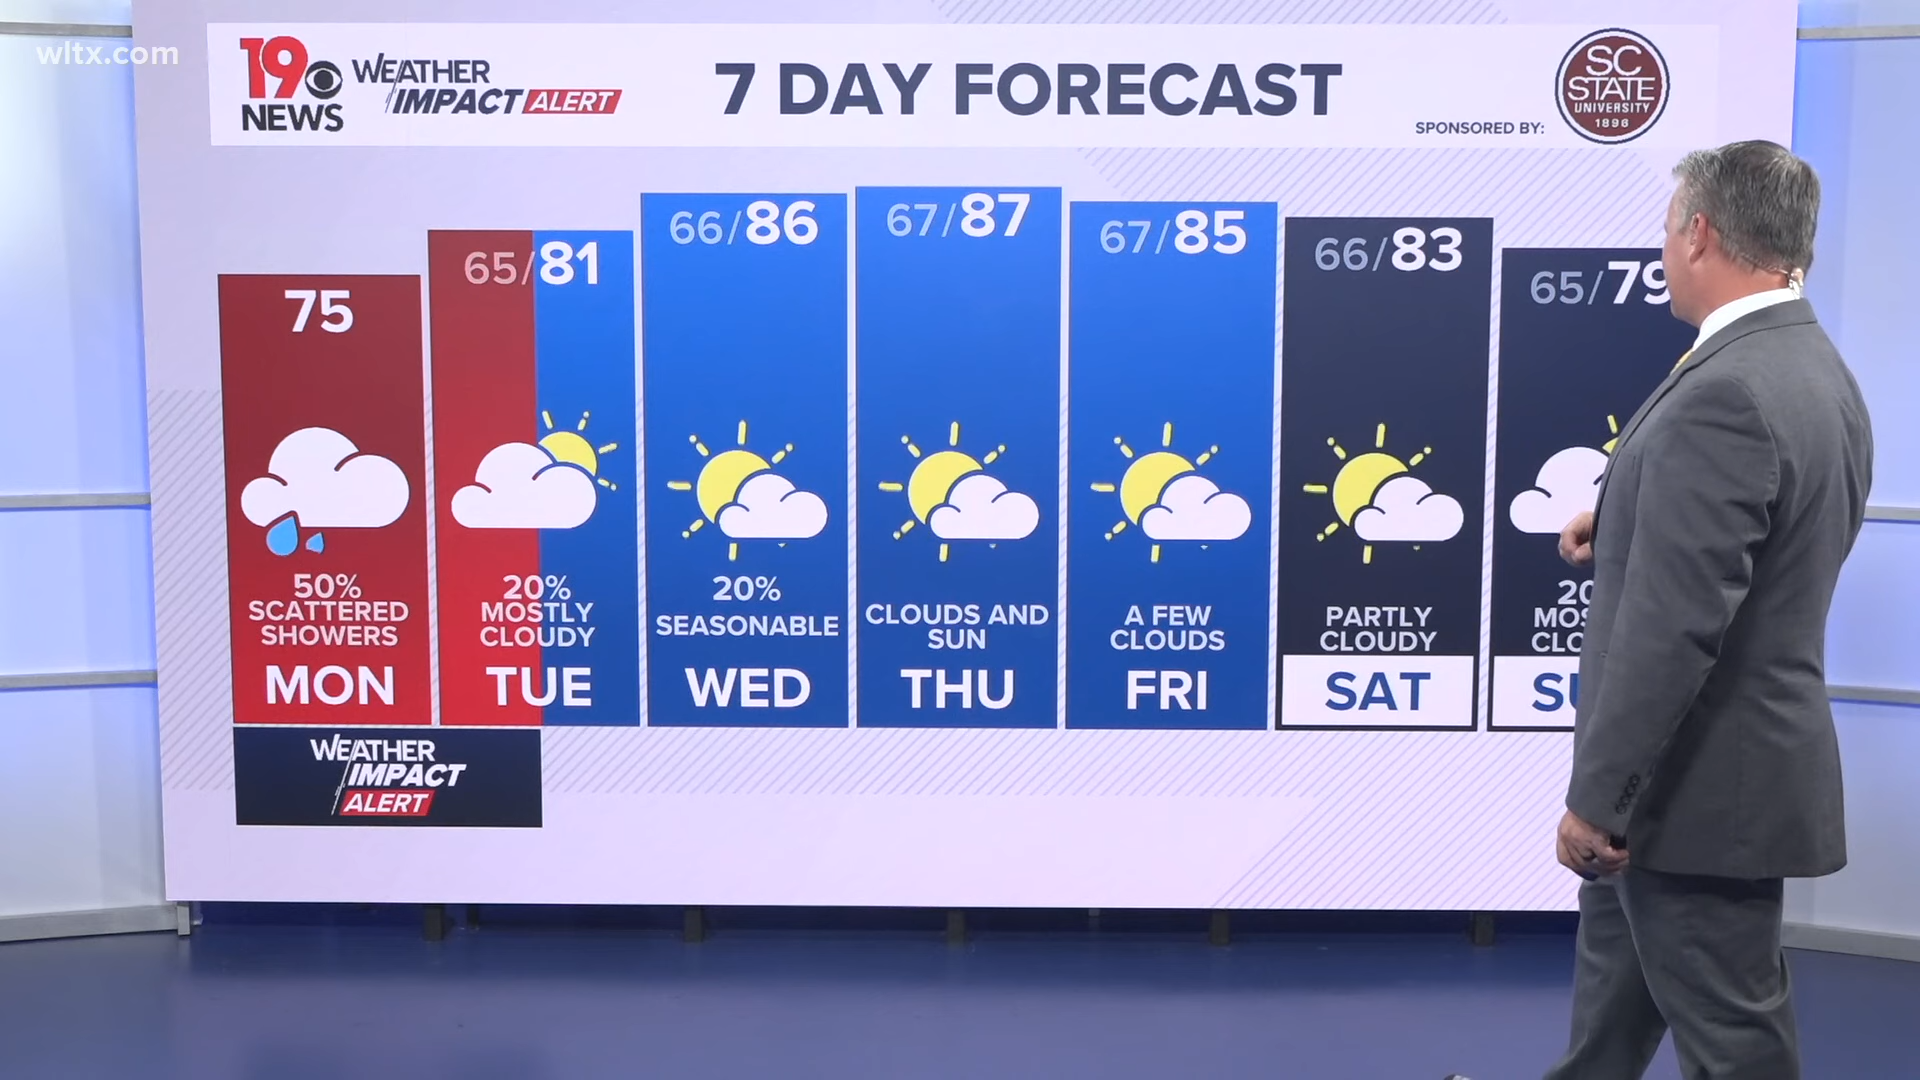 wltx.com
19
NEWS
WEATHER
IMPACT ALERT
7 DAY FORECAST
SPONSORED BY:
SC
STATE
UNIVERSITY
1896
75
50%
SCATTERED
SHOWERS
MON
65/81
20%
MOSTLY
CLOUDY
TUE
66/86
20%
SEASONABLE
WED
67/87
CLOUDS AND
SUN
THU
67/85
A FEW
CLOUDS
FRI
66/83
PARTLY
CLOUDY
SAT
65/79
WEATHER
IMPACT
ALERT